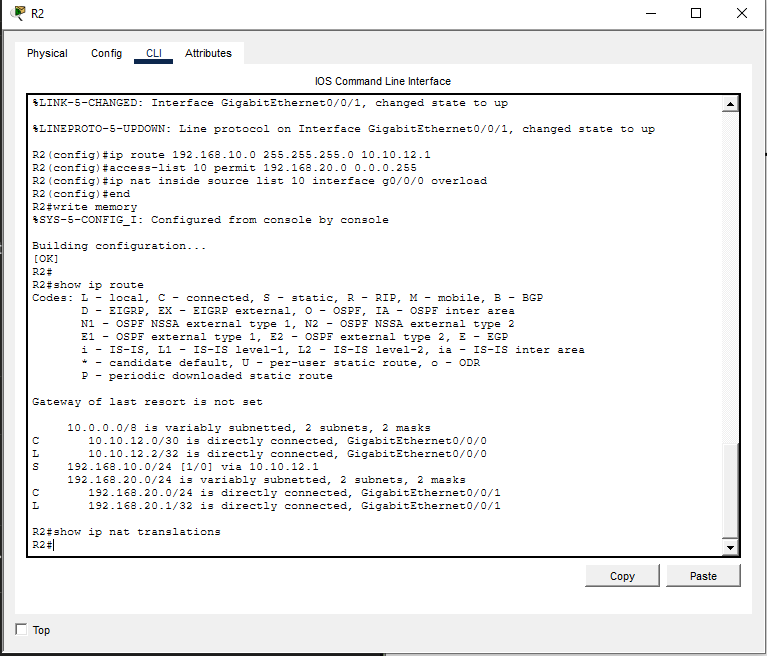 R2
Physical Config CLI Attributes
IOS Command Line Interface
%LINK-5-CHANGED: Interface GigabitEthernet0/0/1, changed state to up
%LINEPROTO-5-UPDOWN: Line protocol on Interface GigabitEthernet0/0/1, changed state to up
R2(config)#ip route 192.168.10.0 255.255.255.0 10.10.12.1
R2(config)#access-list 10 permit 192.168.20.0 0.0.0.255
R2(config)#ip nat inside source list 10 interface g0/0/0 overload
R2(config)#end
R2#write memory
%SYS-5-CONFIG_I: Configured from console by console
Building configuration...
[OK]
R2#
R2#show ip route
Codes: L - local, C - connected, S - static, R - RIP, M - mobile, B - BGP
       D - EIGRP, EX - EIGRP external, O - OSPF, IA - OSPF inter area
       N1 - OSPF NSSA external type 1, N2 - OSPF NSSA external type 2
       E1 - OSPF external type 1, E2 - OSPF external type 2, E - EGP
       i - IS-IS, L1 - IS-IS level-1, L2 - IS-IS level-2, ia - IS-IS inter area
       * - candidate default, U - per-user static route, o - ODR
       P - periodic downloaded static route
Gateway of last resort is not set
     10.0.0.0/8 is variably subnetted, 2 subnets, 2 masks
C       10.10.12.0/30 is directly connected, GigabitEthernet0/0/0
L       10.10.12.2/32 is directly connected, GigabitEthernet0/0/0
S    192.168.10.0/24 [1/0] via 10.10.12.1
     192.168.20.0/24 is variably subnetted, 2 subnets, 2 masks
C       192.168.20.0/24 is directly connected, GigabitEthernet0/0/1
L       192.168.20.1/32 is directly connected, GigabitEthernet0/0/1
R2#show ip nat translations
R2#
Copy Paste
Top